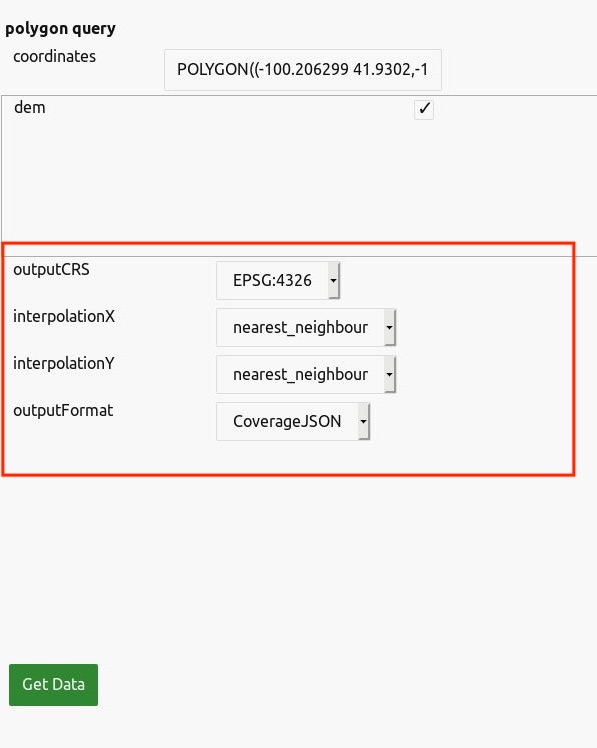 polygon query
coordinates POLYGON((-100.206299 41.9302,-1
dem ✓
outputCRS EPSG:4326
interpolationX nearest_neighbour
interpolationY nearest_neighbour
outputFormat CoverageJSON
Get Data